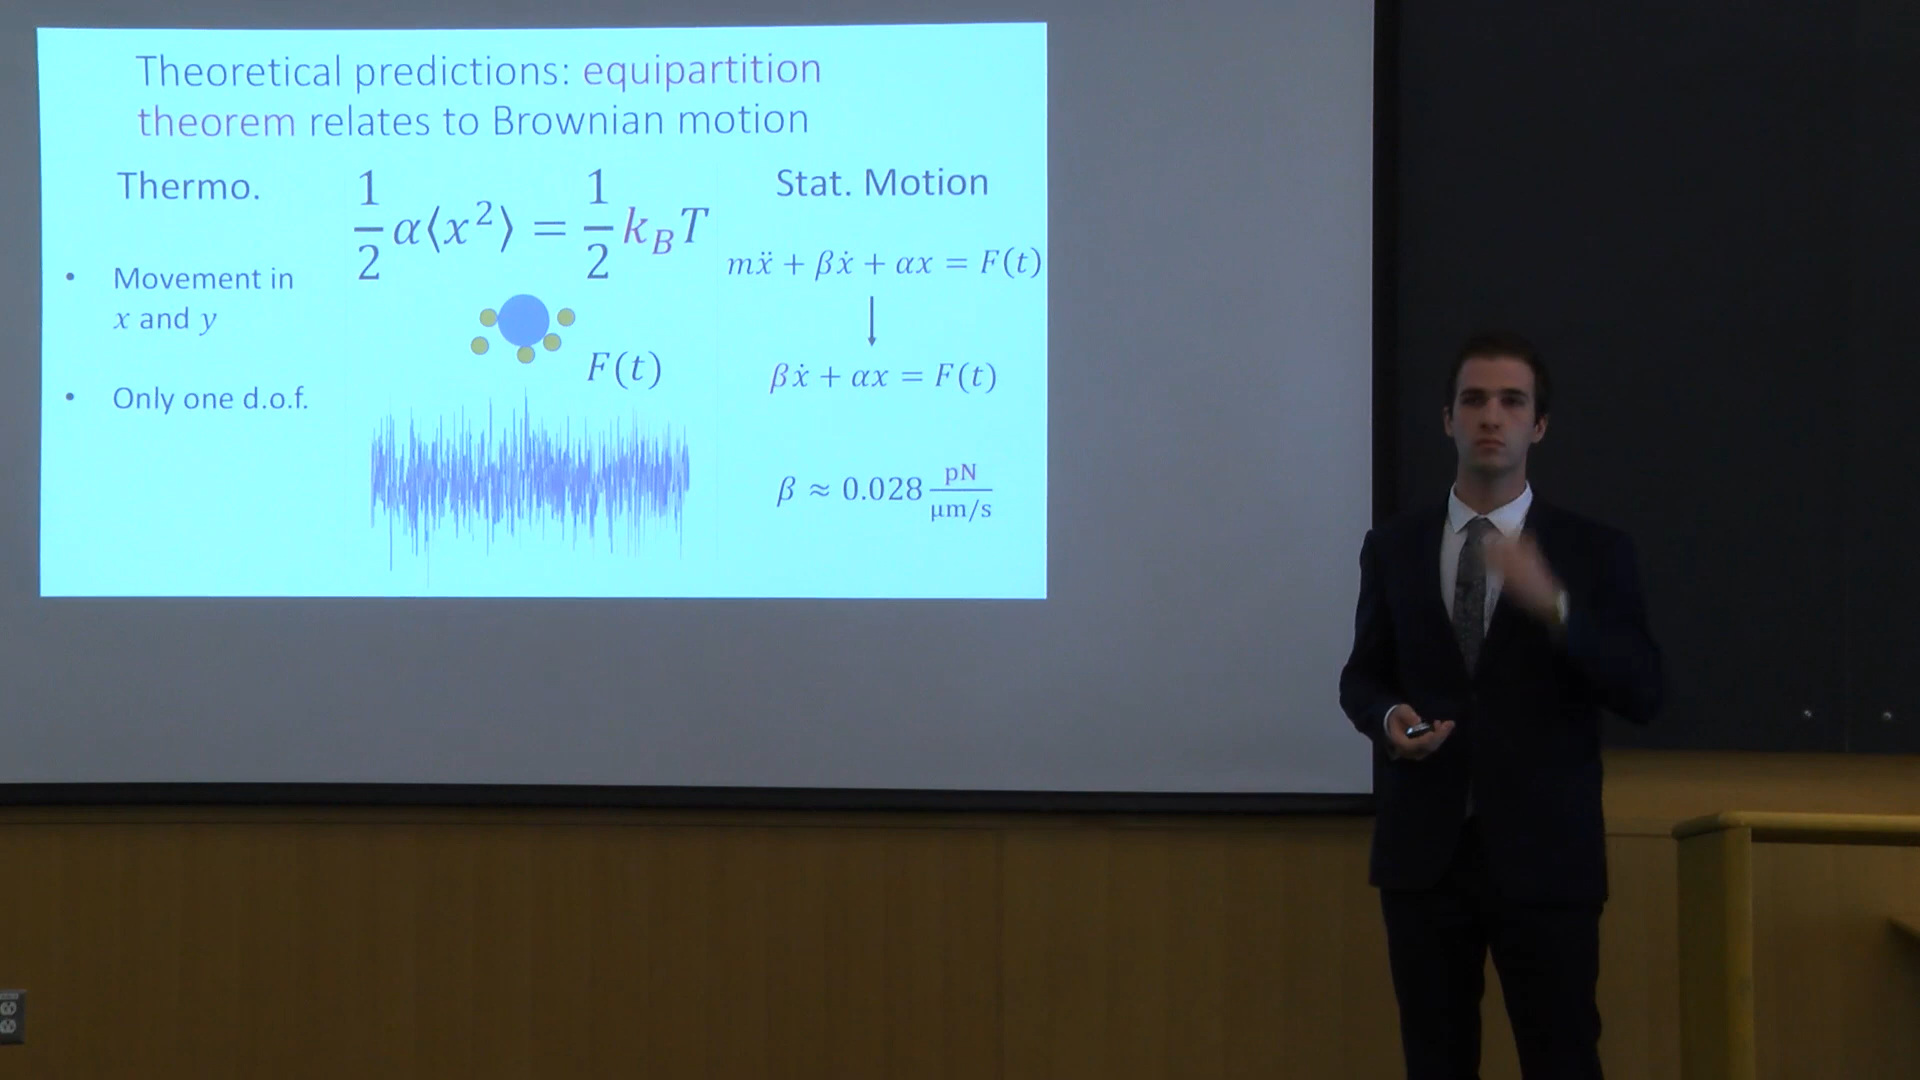 Theoretical predictions: equipartition
theorem relates to Brownian motion
Thermo.
• Movement in
x and y
• Only one d.o.f.
1/2 α⟨x²⟩ = 1/2 k_B T
F(t)
Stat. Motion
mẍ + βẋ + αx = F(t)
↓
βẋ + αx = F(t)
β ≈ 0.028 pN/μm/s